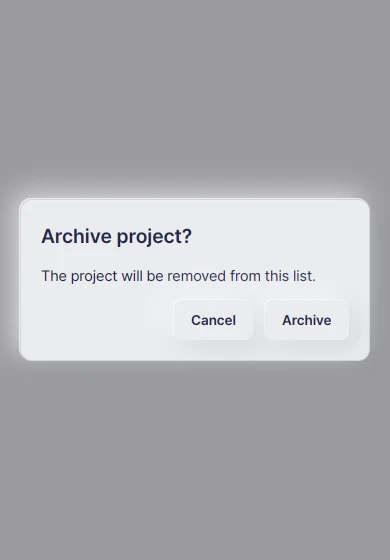 Archive project?
The project will be removed from this list.
Cancel Archive